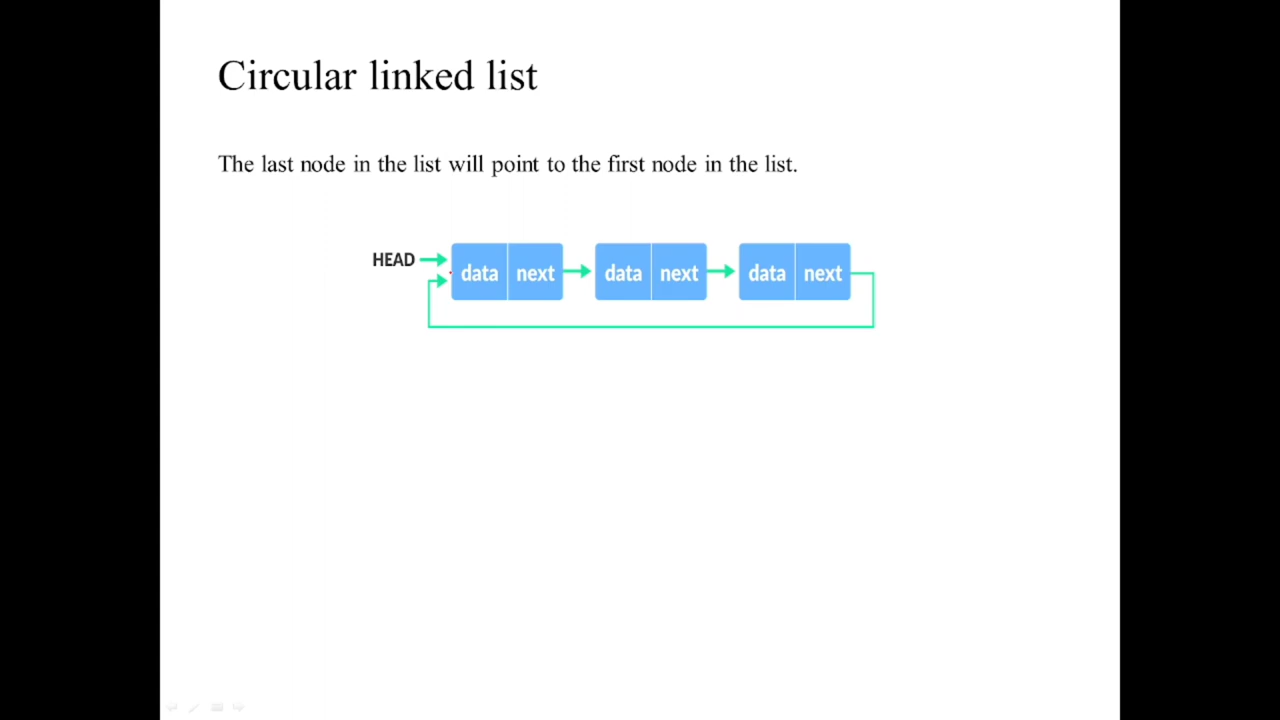 Circular linked list
The last node in the list will point to the first node in the list.
HEAD
data next data next data next